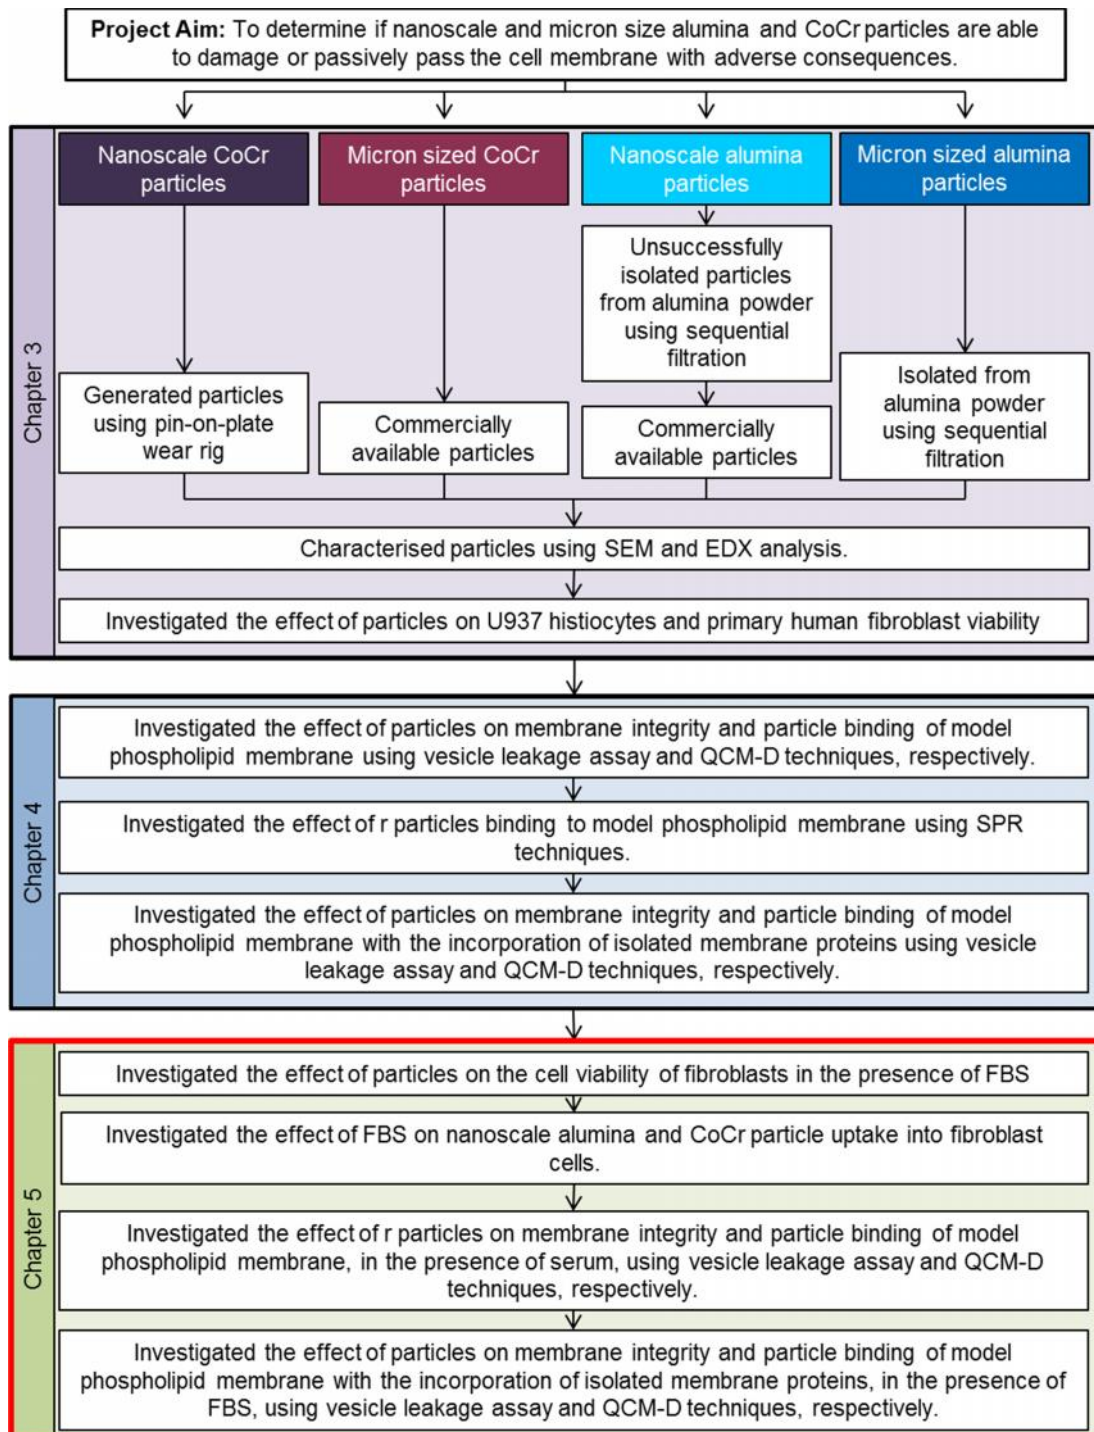 Project Aim: To determine if nanoscale and micron size alumina and CoCr particles are able
to damage or passively pass the cell membrane with adverse consequences.
Chapter 3
Nanoscale CoCr
particles
Micron sized CoCr
particles
Nanoscale alumina
particles
Micron sized alumina
particles
Unsuccessfully
isolated particles
from alumina powder
using sequential
filtration
Generated particles
using pin-on-plate
wear rig
Commercially
available particles
Commercially
available particles
Isolated from
alumina powder
using sequential
filtration
Characterised particles using SEM and EDX analysis.
Investigated the effect of particles on U937 histiocytes and primary human fibroblast viability
Chapter 4
Investigated the effect of particles on membrane integrity and particle binding of model
phospholipid membrane using vesicle leakage assay and QCM-D techniques, respectively.
Investigated the effect of r particles binding to model phospholipid membrane using SPR
techniques.
Investigated the effect of particles on membrane integrity and particle binding of model
phospholipid membrane with the incorporation of isolated membrane proteins using vesicle
leakage assay and QCM-D techniques, respectively.
Chapter 5
Investigated the effect of particles on the cell viability of fibroblasts in the presence of FBS
Investigated the effect of FBS on nanoscale alumina and CoCr particle uptake into fibroblast
cells.
Investigated the effect of r particles on membrane integrity and particle binding of model
phospholipid membrane, in the presence of serum, using vesicle leakage assay and QCM-D
techniques, respectively.
Investigated the effect of particles on membrane integrity and particle binding of model
phospholipid membrane with the incorporation of isolated membrane proteins, in the presence of
FBS, using vesicle leakage assay and QCM-D techniques, respectively.